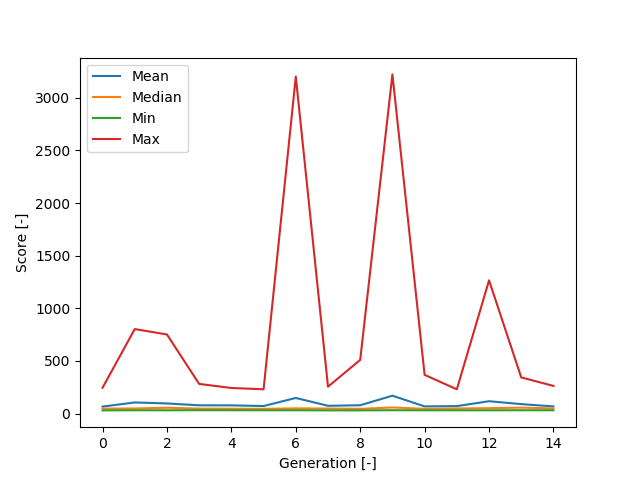 Mean
Median
Min
Max
3000
2500
2000
1500
1000
500
0
Score [-]
0 2 4 6 8 10 12 14
Generation [-]